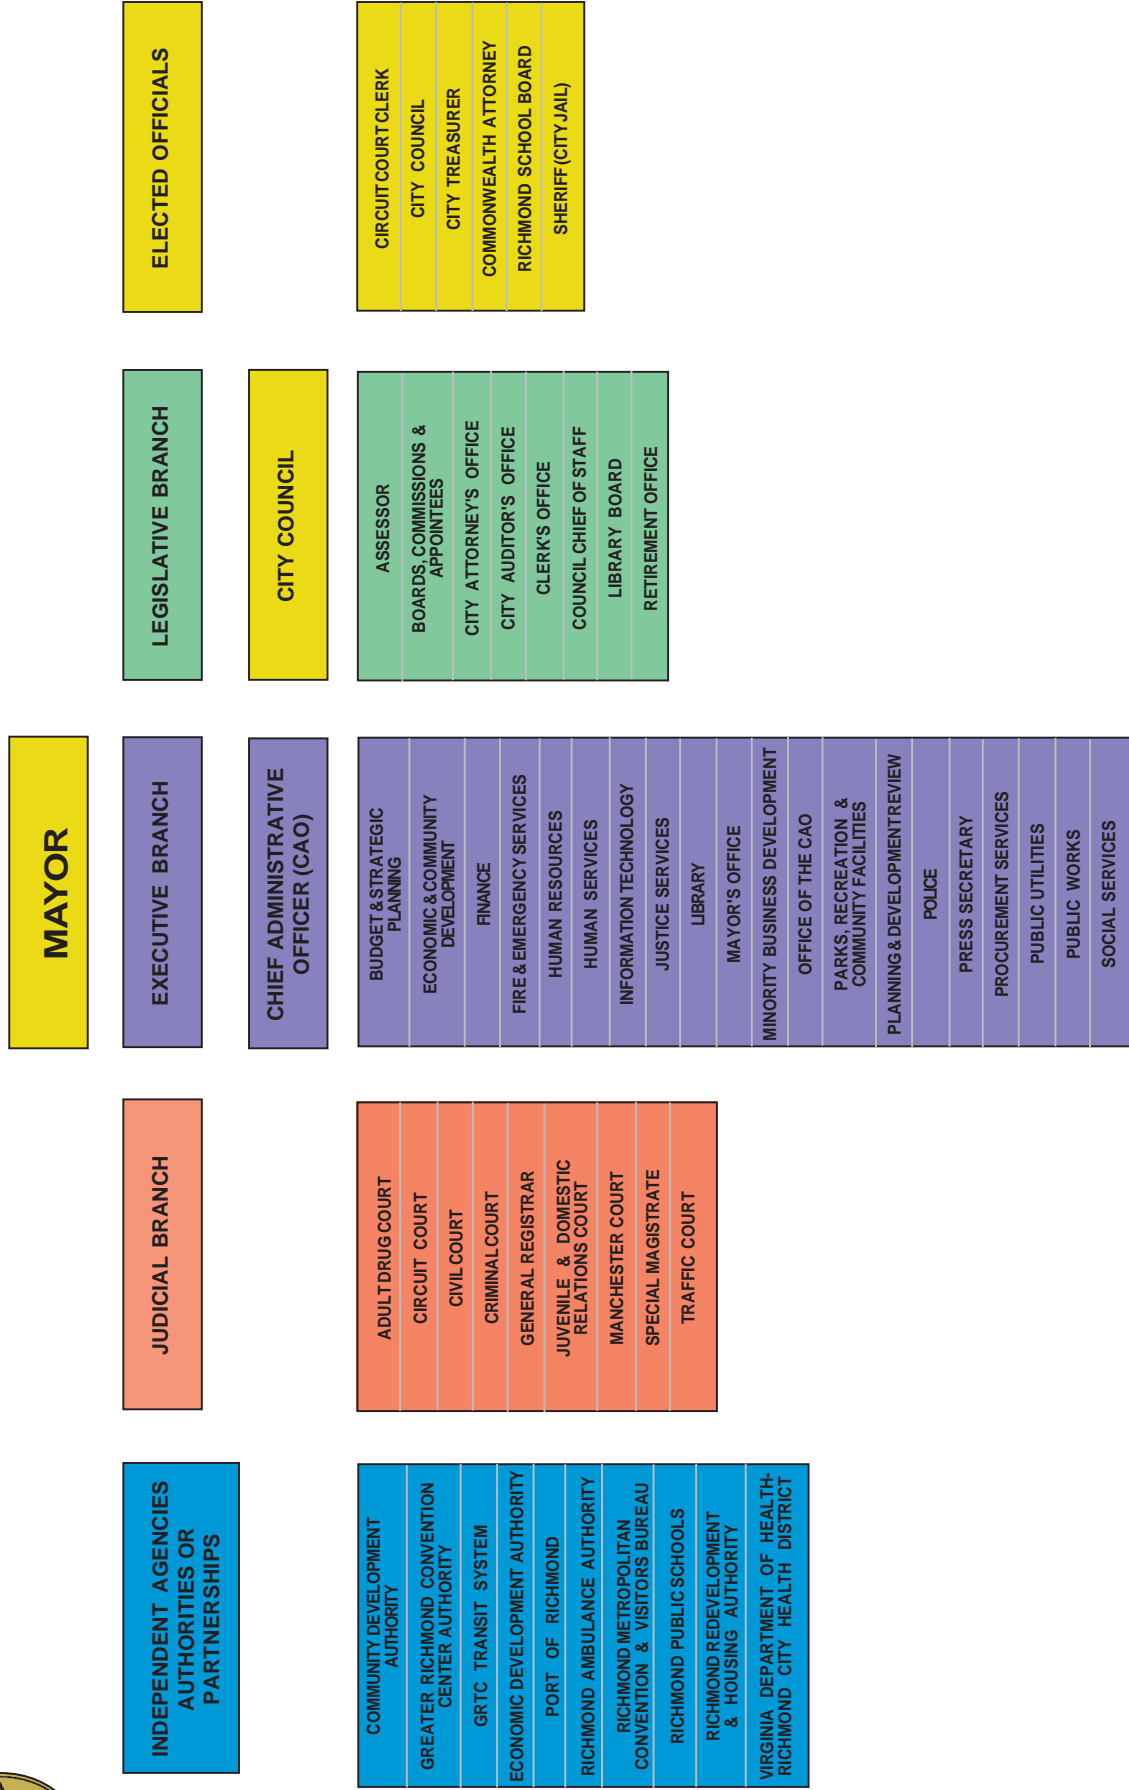 MAYOR
INDEPENDENT AGENCIES
AUTHORITIES OR
PARTNERSHIPS
JUDICIAL BRANCH
EXECUTIVE BRANCH
LEGISLATIVE BRANCH
ELECTED OFFICIALS
CHIEF ADMINISTRATIVE
OFFICER (CAO)
CITY COUNCIL
COMMUNITY DEVELOPMENT
AUTHORITY
GREATER RICHMOND CONVENTION
CENTER AUTHORITY
GRTC TRANSIT SYSTEM
ECONOMIC DEVELOPMENT AUTHORITY
PORT OF RICHMOND
RICHMOND AMBULANCE AUTHORITY
RICHMOND METROPOLITAN
CONVENTION & VISITORS BUREAU
RICHMOND PUBLIC SCHOOLS
RICHMOND REDEVELOPMENT
& HOUSING AUTHORITY
VIRGINIA DEPARTMENT OF HEALTH-
RICHMOND CITY HEALTH DISTRICT
ADULT DRUG COURT
CIRCUIT COURT
CIVIL COURT
CRIMINAL COURT
GENERAL REGISTRAR
JUVENILE & DOMESTIC
RELATIONS COURT
MANCHESTER COURT
SPECIAL MAGISTRATE
TRAFFIC COURT
BUDGET & STRATEGIC
PLANNING
ECONOMIC & COMMUNITY
DEVELOPMENT
FINANCE
FIRE & EMERGENCY SERVICES
HUMAN RESOURCES
HUMAN SERVICES
INFORMATION TECHNOLOGY
JUSTICE SERVICES
LIBRARY
MAYOR'S OFFICE
MINORITY BUSINESS DEVELOPMENT
OFFICE OF THE CAO
PARKS, RECREATION &
COMMUNITY FACILITIES
PLANNING & DEVELOPMENT REVIEW
POLICE
PRESS SECRETARY
PROCUREMENT SERVICES
PUBLIC UTILITIES
PUBLIC WORKS
SOCIAL SERVICES
ASSESSOR
BOARDS, COMMISSIONS &
APPOINTEES
CITY ATTORNEY'S OFFICE
CITY AUDITOR'S OFFICE
CLERK'S OFFICE
COUNCIL CHIEF OF STAFF
LIBRARY BOARD
RETIREMENT OFFICE
CIRCUIT COURT CLERK
CITY COUNCIL
CITY TREASURER
COMMONWEALTH ATTORNEY
RICHMOND SCHOOL BOARD
SHERIFF (CITY JAIL)